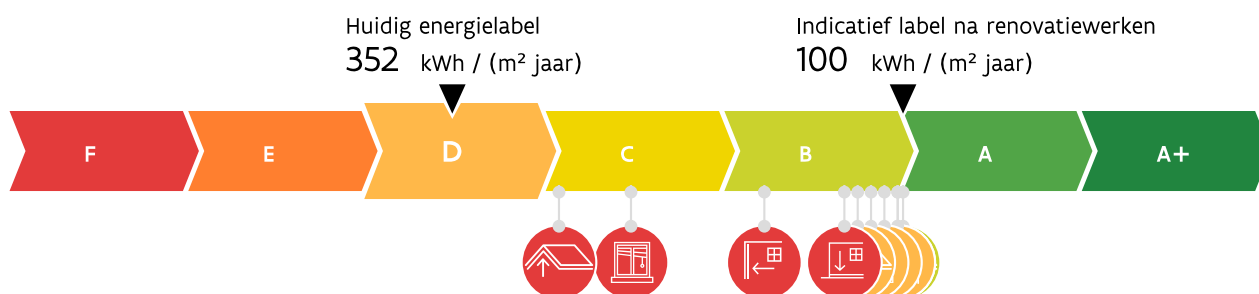 Huidig energielabel
352 kWh / (m² jaar)
Indicatief label na renovatiewerken
100 kWh / (m² jaar)
F E D C B A A+